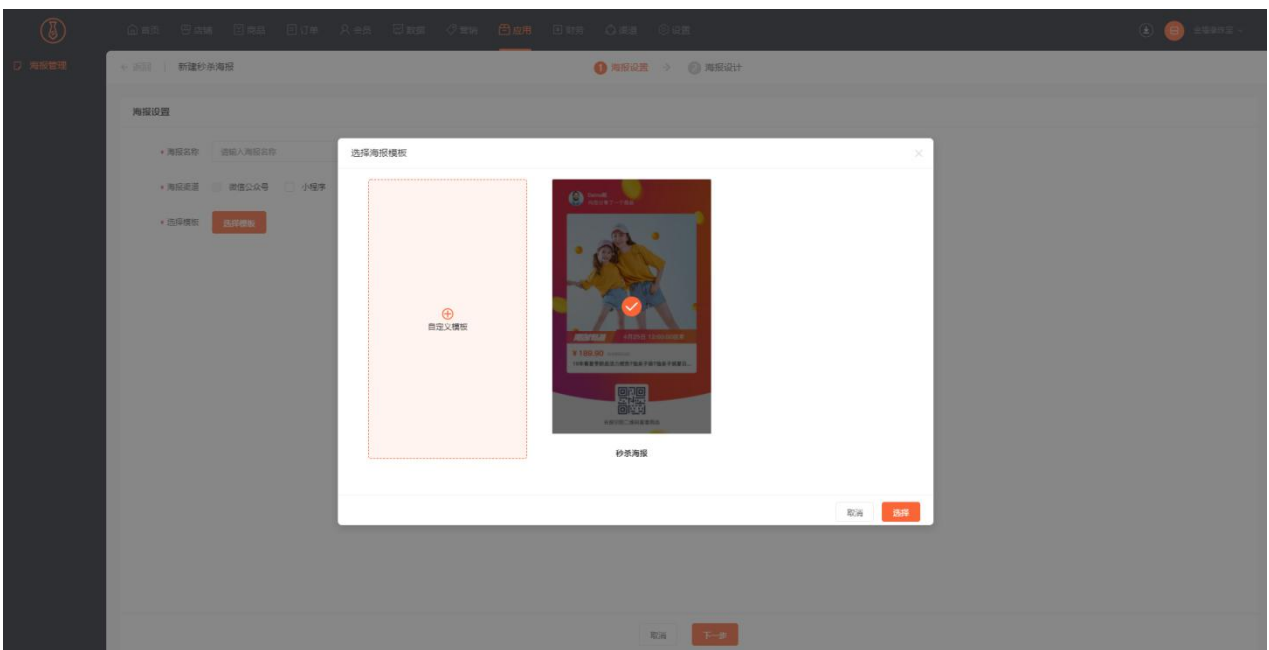 首页 店铺 商品 订单 会员 数据 营销 应用 财务 渠道 设置
海报管理
返回 新建秒杀海报 1 海报设置 2 海报设计
海报设置
* 海报名称 请输入海报名称
* 海报渠道 微信公众号 小程序
* 选择模板 选择模板
选择海报模板
自定义模板
¥ 189.90
秒杀海报
取消 选择
取消 下一步